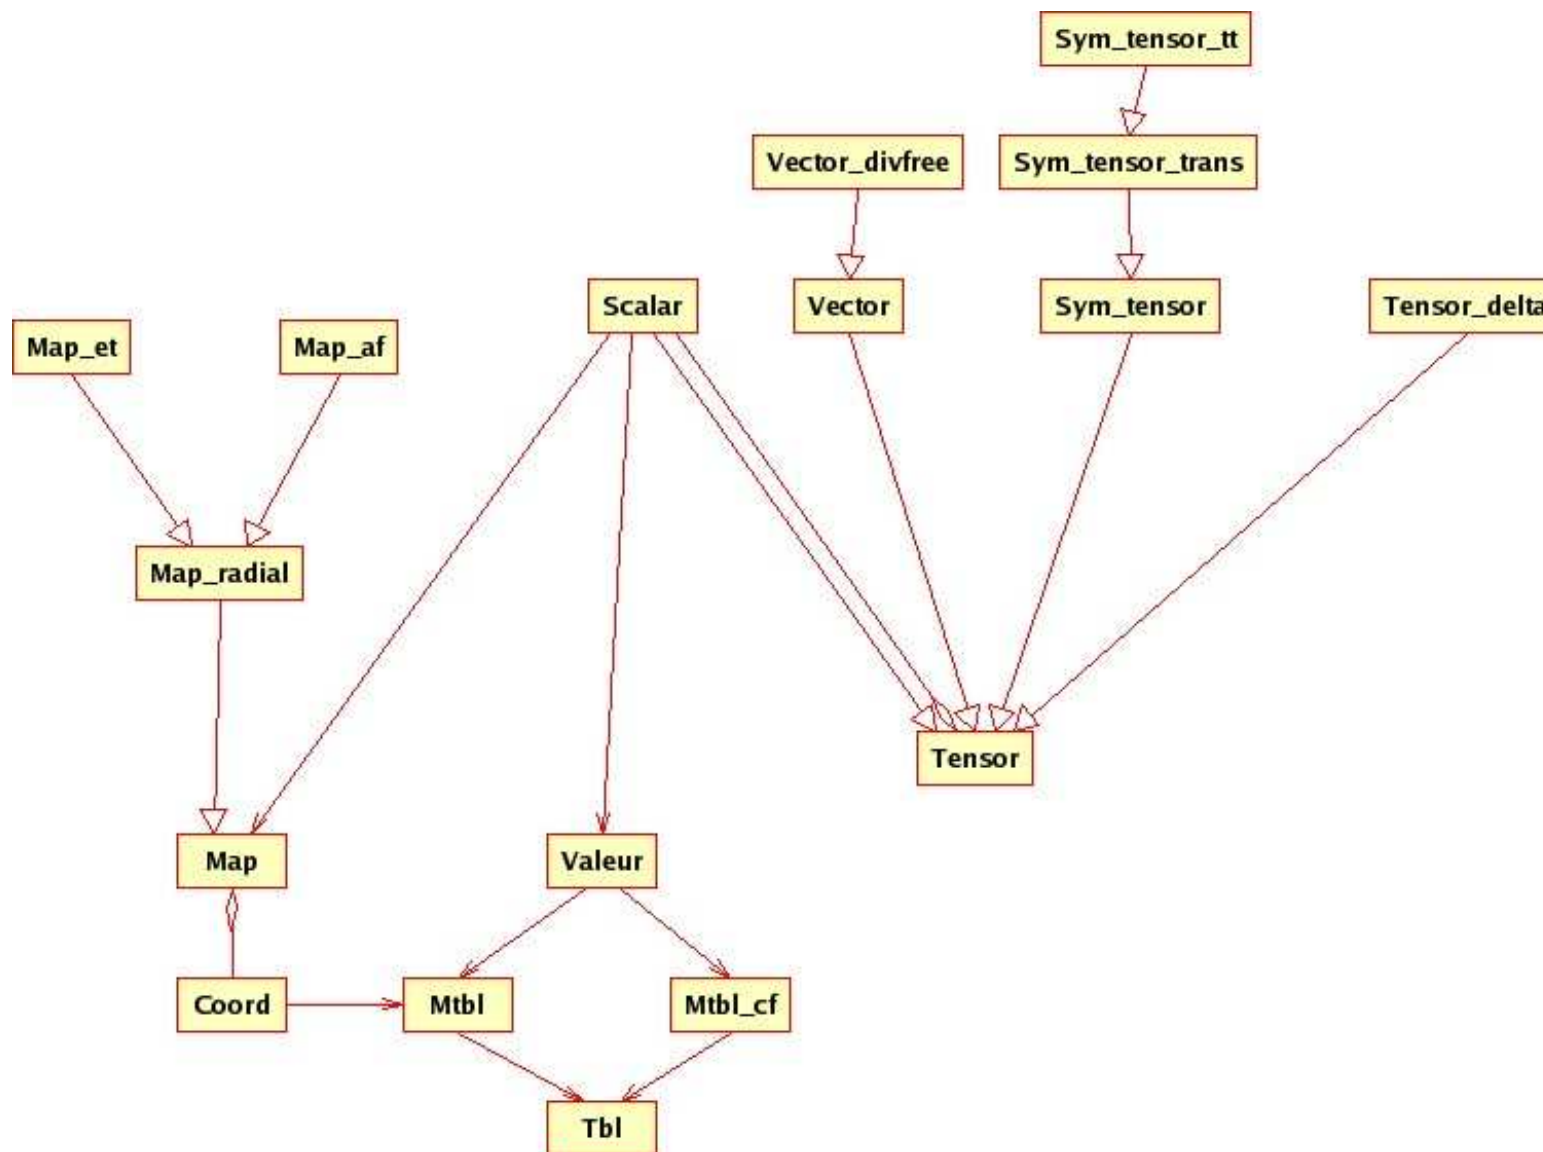 Sym_tensor_tt
Vector_divfree
Sym_tensor_trans
Scalar
Vector
Sym_tensor
Tensor_delta
Map_et
Map_af
Map_radial
Tensor
Map
Valeur
Coord
Mtbl
Mtbl_cf
Tbl